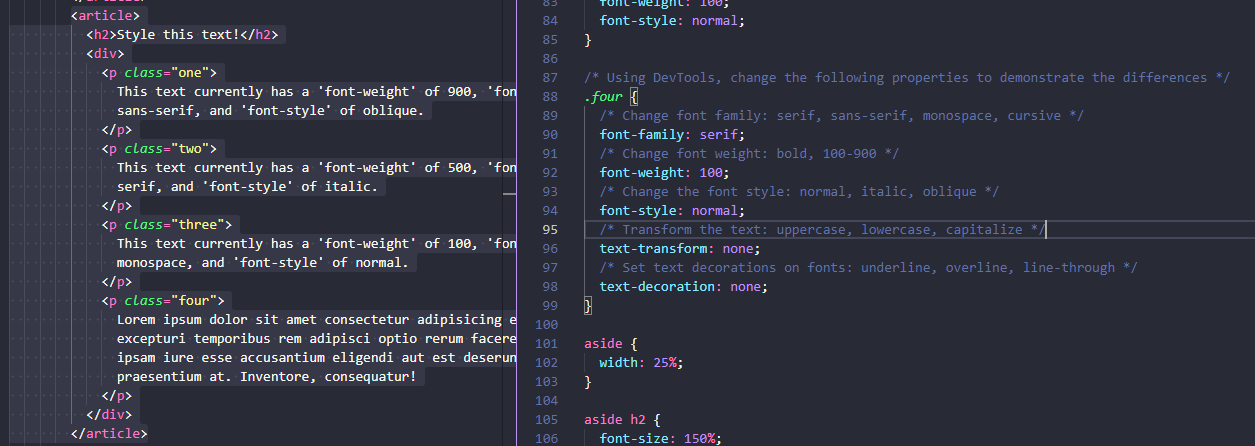 <article>
<h2>Style this text!</h2>
<div>
<p class="one">
This text currently has a 'font-weight' of 900,
sans-serif, and 'font-style' of oblique.
</p>
<p class="two">
This text currently has a 'font-weight' of 500,
serif, and 'font-style' of italic.
</p>
<p class="three">
This text currently has a 'font-weight' of 100,
monospace, and 'font-style' of normal.
</p>
<p class="four">
Lorem ipsum dolor sit amet consectetur adipisicing
excepturi temporibus rem adipisci optio rerum facere
ipsam iure esse accusantium eligendi aut est deserun
praesentium at. Inventore, consequatur!
</p>
</div>
</article>
83 font-weight: 100;
84 font-style: normal;
85 }
86
87 /* Using DevTools, change the following properties to demonstrate the differences */
88 .four {
89 /* Change font family: serif, sans-serif, monospace, cursive */
90 font-family: serif;
91 /* Change font weight: bold, 100-900 */
92 font-weight: 100;
93 /* Change the font style: normal, italic, oblique */
94 font-style: normal;
95 /* Transform the text: uppercase, lowercase, capitalize */
96 text-transform: none;
97 /* Set text decorations on fonts: underline, overline, line-through */
98 text-decoration: none;
99 }
100
101 aside {
102 width: 25%;
103 }
104
105 aside h2 {
106 font-size: 150%;